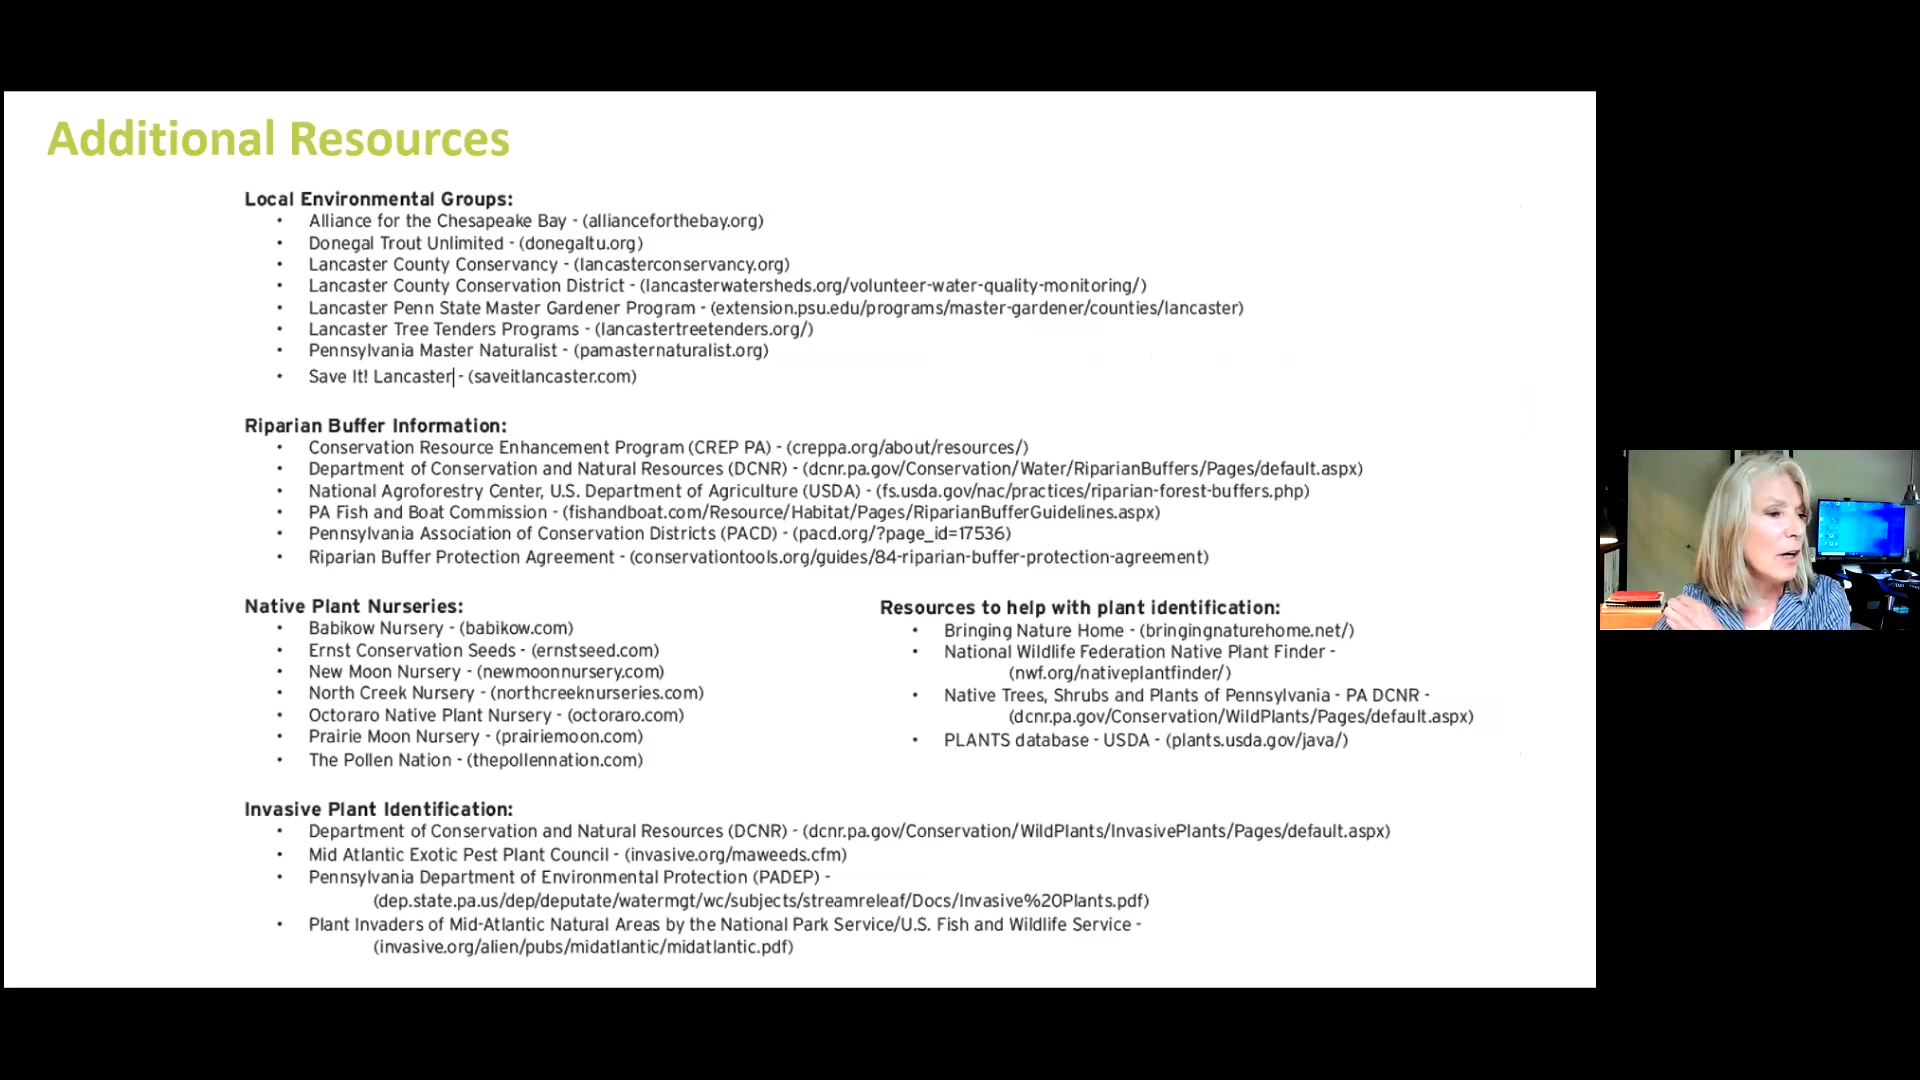 Additional Resources
Local Environmental Groups:
• Alliance for the Chesapeake Bay - (allianceforthebay.org)
• Donegal Trout Unlimited - (donegaltu.org)
• Lancaster County Conservancy - (lancasterconservancy.org)
• Lancaster County Conservation District - (lancasterwatersheds.org/volunteer-water-quality-monitoring/)
• Lancaster Penn State Master Gardener Program - (extension.psu.edu/programs/master-gardener/counties/lancaster)
• Lancaster Tree Tenders Programs - (lancastertreetenders.org/)
• Pennsylvania Master Naturalist - (pamasternaturalist.org)
• Save It! Lancaster - (saveitlancaster.com)
Riparian Buffer Information:
• Conservation Resource Enhancement Program (CREP PA) - (creppa.org/about/resources/)
• Department of Conservation and Natural Resources (DCNR) - (dcnr.pa.gov/Conservation/Water/RiparianBuffers/Pages/default.aspx)
• National Agroforestry Center, U.S. Department of Agriculture (USDA) - (fs.usda.gov/nac/practices/riparian-forest-buffers.php)
• PA Fish and Boat Commission - (fishandboat.com/Resource/Habitat/Pages/RiparianBufferGuidelines.aspx)
• Pennsylvania Association of Conservation Districts (PACD) - (pacd.org/?page_id=17536)
• Riparian Buffer Protection Agreement - (conservationtools.org/guides/84-riparian-buffer-protection-agreement)
Native Plant Nurseries:
• Babikow Nursery - (babikow.com)
• Ernst Conservation Seeds - (ernstseed.com)
• New Moon Nursery - (newmoonnursery.com)
• North Creek Nursery - (northcreeknurseries.com)
• Octoraro Native Plant Nursery - (octoraro.com)
• Prairie Moon Nursery - (prairiemoon.com)
• The Pollen Nation - (thepollennation.com)
Resources to help with plant identification:
• Bringing Nature Home - (bringingnaturehome.net/)
• National Wildlife Federation Native Plant Finder -
(nwf.org/nativeplantfinder/)
• Native Trees, Shrubs and Plants of Pennsylvania - PA DCNR -
(dcnr.pa.gov/Conservation/WildPlants/Pages/default.aspx)
• PLANTS database - USDA - (plants.usda.gov/java/)
Invasive Plant Identification:
• Department of Conservation and Natural Resources (DCNR) - (dcnr.pa.gov/Conservation/WildPlants/InvasivePlants/Pages/default.aspx)
• Mid Atlantic Exotic Pest Plant Council - (invasive.org/maweeds.cfm)
• Pennsylvania Department of Environmental Protection (PADEP) -
(dep.state.pa.us/dep/deputate/watermgt/wc/subjects/streamreleaf/Docs/Invasive%20Plants.pdf)
• Plant Invaders of Mid-Atlantic Natural Areas by the National Park Service/U.S. Fish and Wildlife Service -
(invasive.org/alien/pubs/midatlantic/midatlantic.pdf)